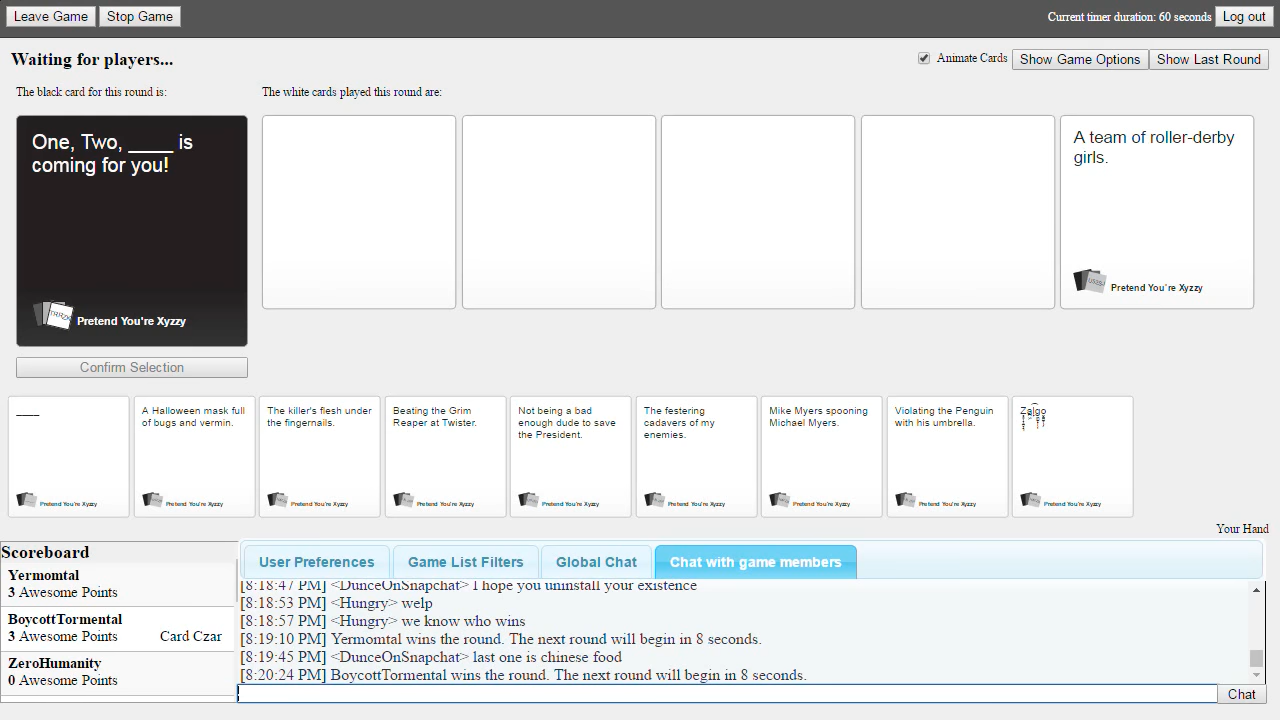 Leave Game Stop Game Current timer duration: 60 seconds Log out
Waiting for players... Animate Cards Show Game Options Show Last Round
The black card for this round is: The white cards played this round are:
One, Two, ____ is
coming for you!
Pretend You're Xyzzy
A team of roller-derby
girls.
Pretend You're Xyzzy
Confirm Selection
____
Pretend You're Xyzzy
A Halloween mask full
of bugs and vermin.
Pretend You're Xyzzy
The killer's flesh under
the fingernails.
Pretend You're Xyzzy
Beating the Grim
Reaper at Twister.
Pretend You're Xyzzy
Not being a bad
enough dude to save
the President.
Pretend You're Xyzzy
The festering
cadavers of my
enemies.
Pretend You're Xyzzy
Mike Myers spooning
Michael Myers.
Pretend You're Xyzzy
Violating the Penguin
with his umbrella.
Pretend You're Xyzzy
Zalgo
Pretend You're Xyzzy
Your Hand
Scoreboard
Yermomtal
3 Awesome Points
BoycottTormental
3 Awesome Points Card Czar
ZeroHumanity
0 Awesome Points
User Preferences Game List Filters Global Chat Chat with game members
[8:18:47 PM] <DunceOnSnapchat> I hope you uninstall your existence
[8:18:53 PM] <Hungry> welp
[8:18:57 PM] <Hungry> we know who wins
[8:19:10 PM] Yermomtal wins the round. The next round will begin in 8 seconds.
[8:19:45 PM] <DunceOnSnapchat> last one is chinese food
[8:20:24 PM] BoycottTormental wins the round. The next round will begin in 8 seconds.
Chat